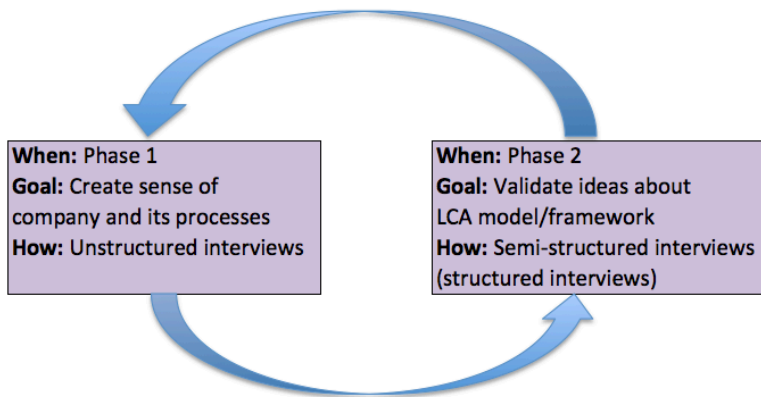 When: Phase 1
Goal: Create sense of
company and its processes
How: Unstructured interviews
When: Phase 2
Goal: Validate ideas about
LCA model/framework
How: Semi-structured interviews
(structured interviews)